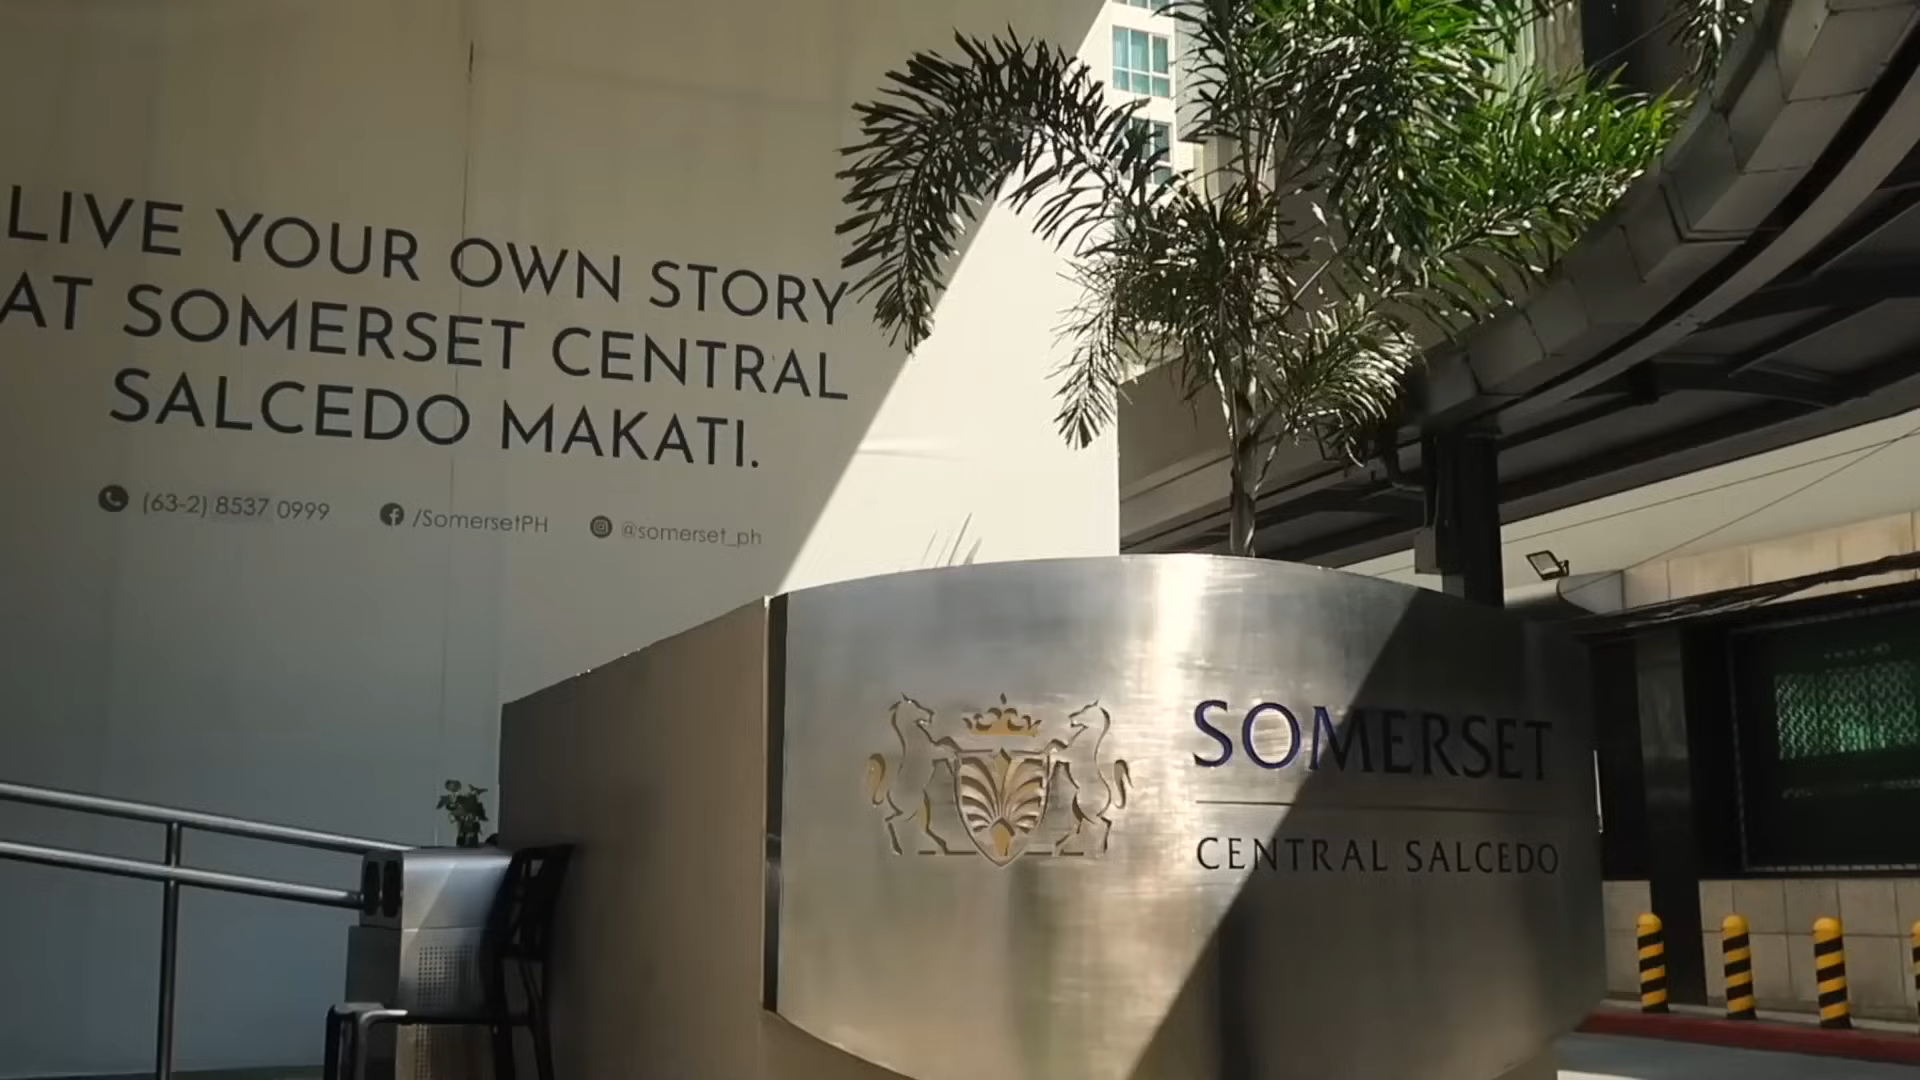 LIVE YOUR OWN STORY
AT SOMERSET CENTRAL
SALCEDO MAKATI.
(63-2) 8537 0999 /SomersetPH @somerset_ph
SOMERSET
CENTRAL SALCEDO